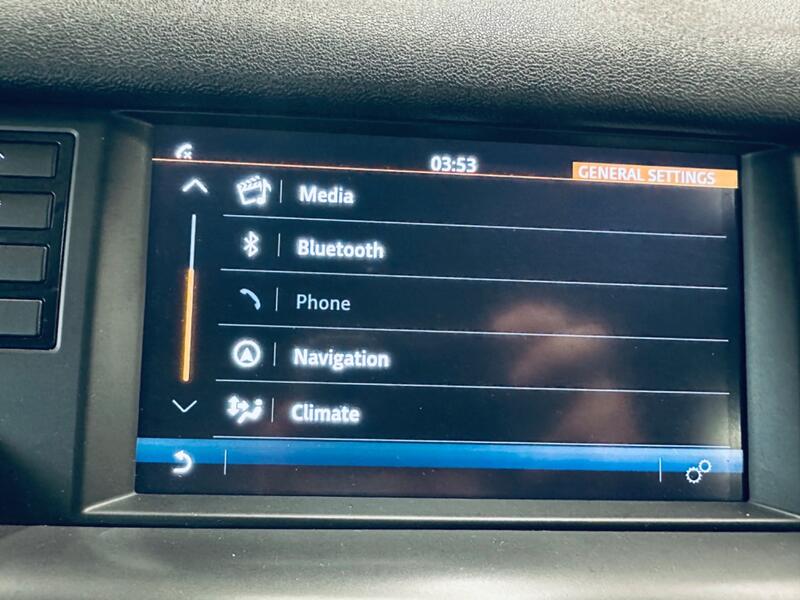 03:53
GENERAL SETTINGS
Media
Bluetooth
Phone
Navigation
Climate